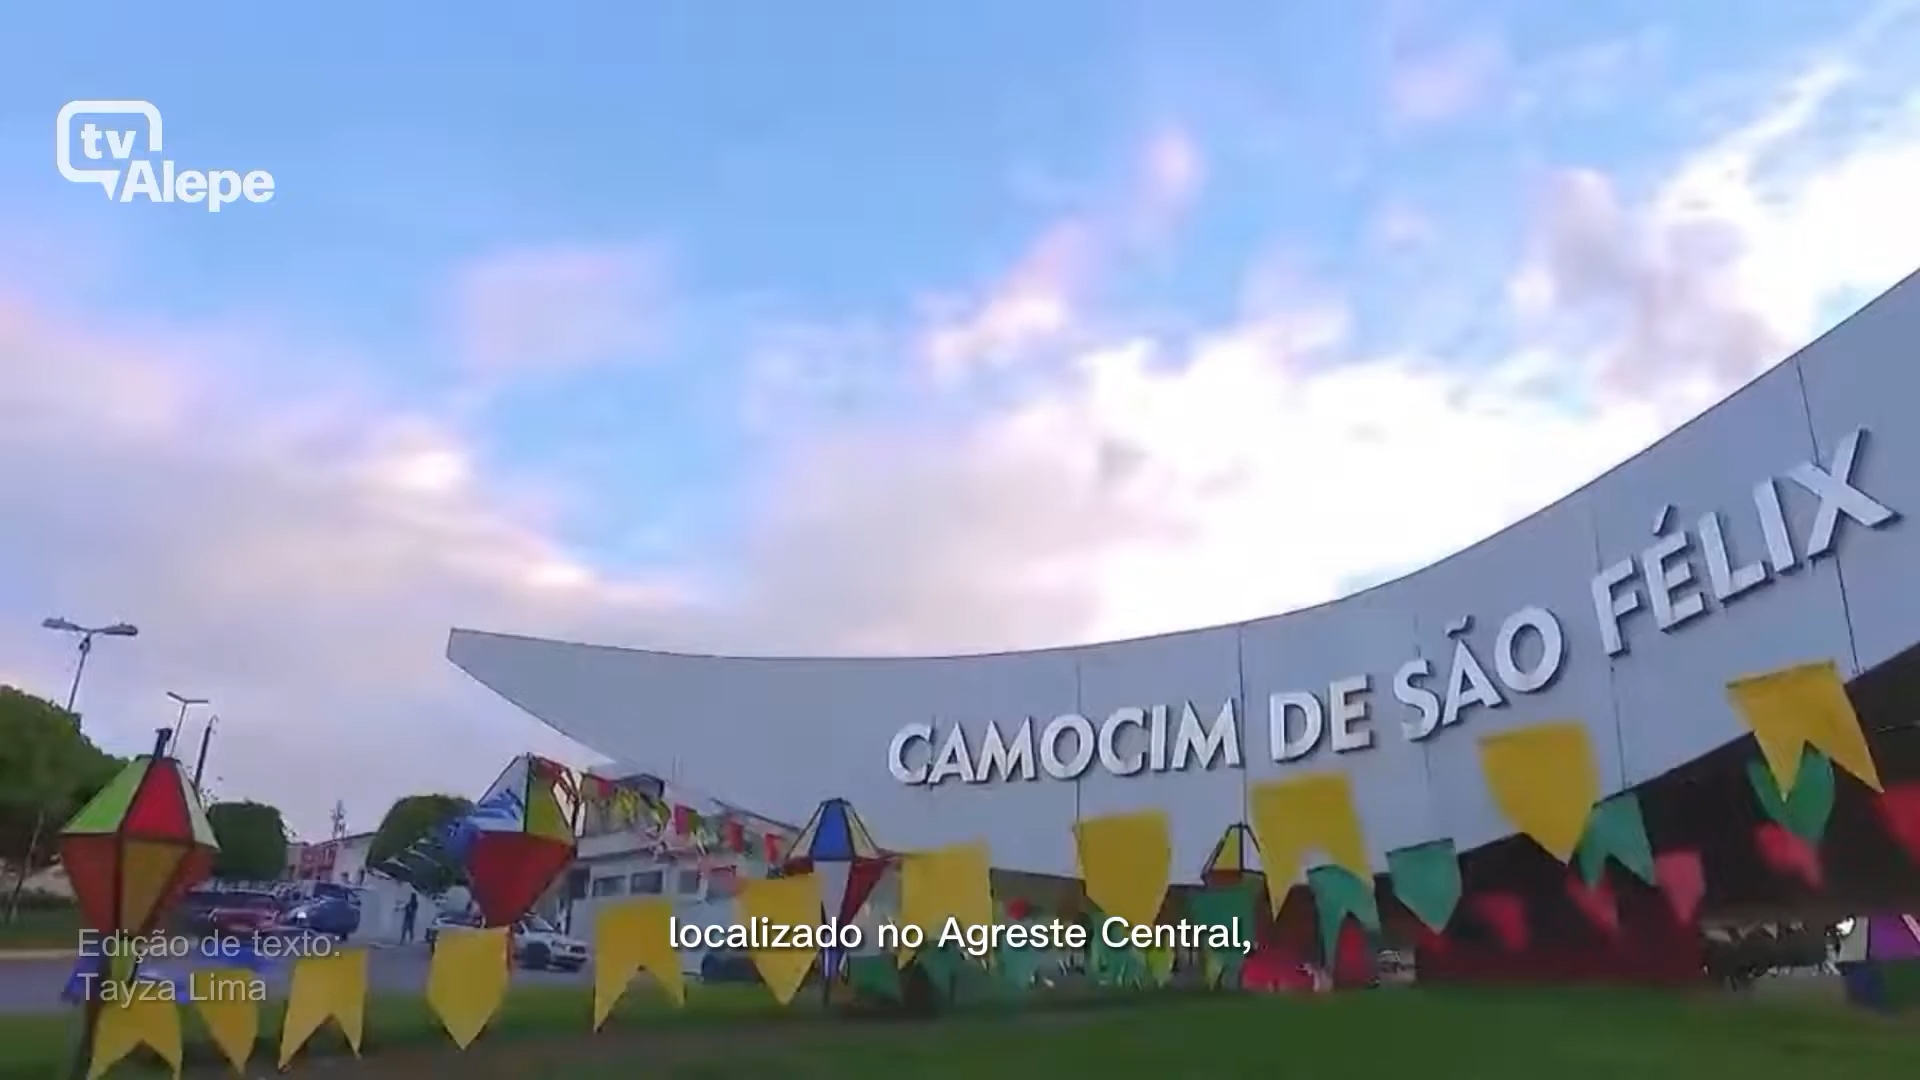 tv
Alepe
CAMOCIM DE SÃO FÉLIX
localizado no Agreste Central,
Edição de texto:
Tayza Lima